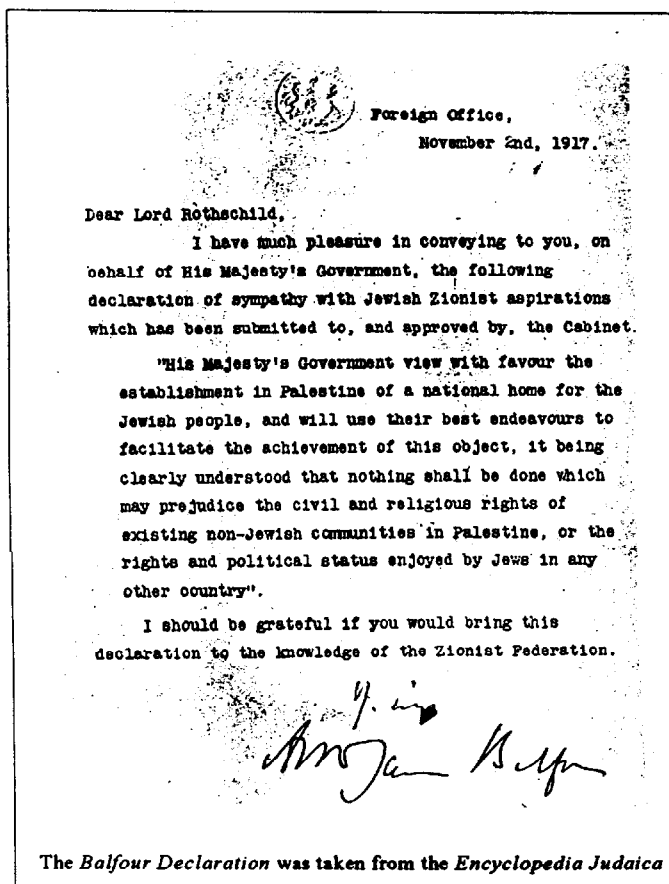 Foreign Office,
November 2nd, 1917.
Dear Lord Rothschild,
I have much pleasure in conveying to you, on
behalf of His Majesty's Government, the following
declaration of sympathy with Jewish Zionist aspirations
which has been submitted to, and approved by, the Cabinet.
"His Majesty's Government view with favour the
establishment in Palestine of a national home for the
Jewish people, and will use their best endeavours to
facilitate the achievement of this object, it being
clearly understood that nothing shall be done which
may prejudice the civil and religious rights of
existing non-Jewish communities in Palestine, or the
rights and political status enjoyed by Jews in any
other country".
I should be grateful if you would bring this
declaration to the knowledge of the Zionist Federation.
Balfour
The Balfour Declaration was taken from the Encyclopedia Judaica